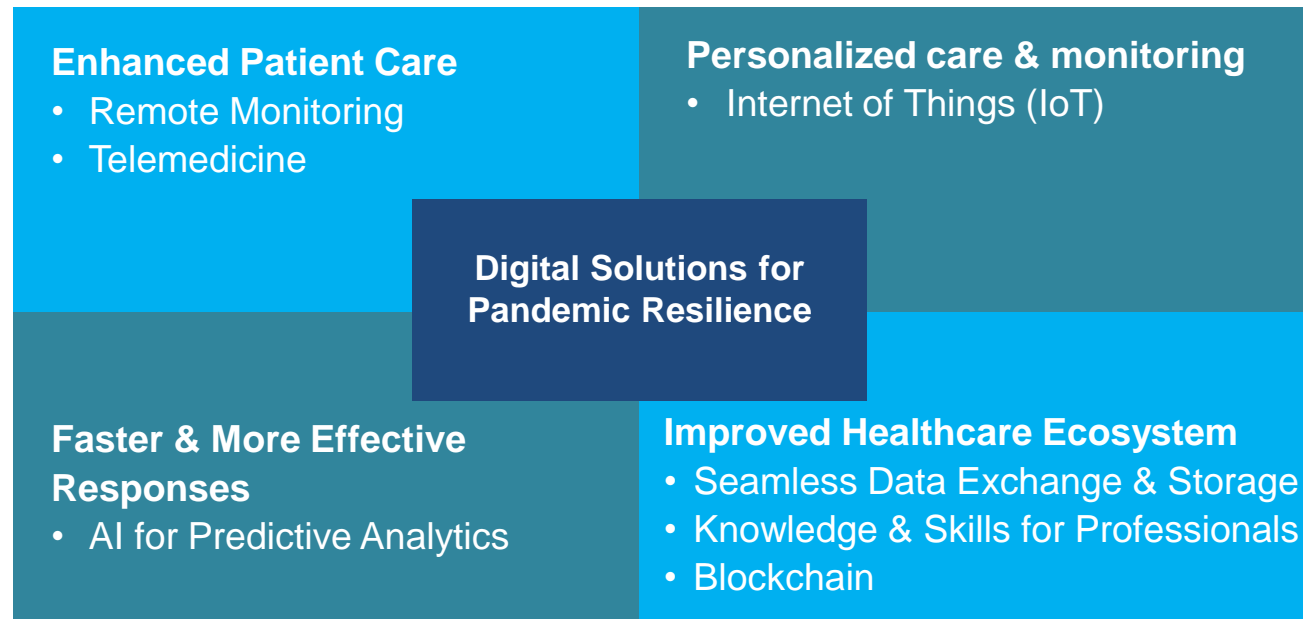 Enhanced Patient Care
• Remote Monitoring
• Telemedicine
Personalized care & monitoring
• Internet of Things (IoT)
Digital Solutions for
Pandemic Resilience
Faster & More Effective
Responses
• AI for Predictive Analytics
Improved Healthcare Ecosystem
• Seamless Data Exchange & Storage
• Knowledge & Skills for Professionals
• Blockchain